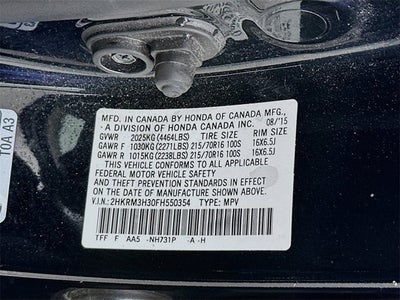 MFD. IN CANADA BY HONDA OF CANADA MFG.,
- A DIVISION OF HONDA CANADA INC. 08/15
GVWR 2025KG (4464LBS) TIRE SIZE RIM SIZE
GAWR F 1030KG (2271LBS) 215/70R16 100S 16X6.5J
GAWR R 1015KG (2238LBS) 215/70R16 100S 16X6.5J
THIS VEHICLE CONFORMS TO ALL APPLICABLE
FEDERAL MOTOR VEHICLE SAFETY
AND THEFT PREVENTION STANDARDS IN EFFECT
ON THE DATE OF MANUFACTURE SHOWN ABOVE.
V.I.N.: 2HKRM3H30FH550354 TYPE: MPV
TFF F AA5 -NH731P -A -H
TOA A3